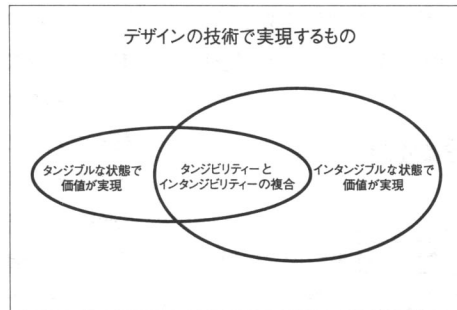 デザインの技術で実現するもの
タンジブルな状態で
価値が実現
タンジビリティーと
インタンジビリティーの複合
インタンジブルな状態で
価値が実現